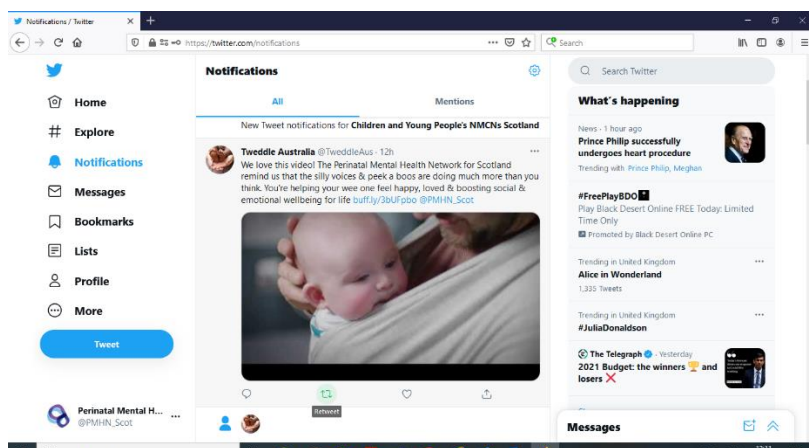 Notifications / Twitter
https://twitter.com/notifications
Search
Home
Explore
Notifications
Messages
Bookmarks
Lists
Profile
More
Tweet
Perinatal Mental H...
@PMHN_Scot
Notifications
All
Mentions
New Tweet notifications for Children and Young People's NMCNs Scotland
Tweddle Australia @TweddleAus · 12h
We love this video! The Perinatal Mental Health Network for Scotland
remind us that the silly voices & peek a boos are doing much more than you
think. You're helping your wee one feel happy, loved & boosting social &
emotional wellbeing for life buff.ly/3bUFpbo @PMHN_Scot
Retweet
Search Twitter
What's happening
News · 1 hour ago
Prince Philip successfully
undergoes heart procedure
Trending with Prince Philip, Meghan
#FreePlayBDO
Play Black Desert Online FREE Today: Limited
Time Only
Promoted by Black Desert Online PC
Trending in United Kingdom
Alice in Wonderland
1,335 Tweets
Trending in United Kingdom
#JuliaDonaldson
The Telegraph · Yesterday
2021 Budget: the winners 🏆 and
losers ❌
Messages